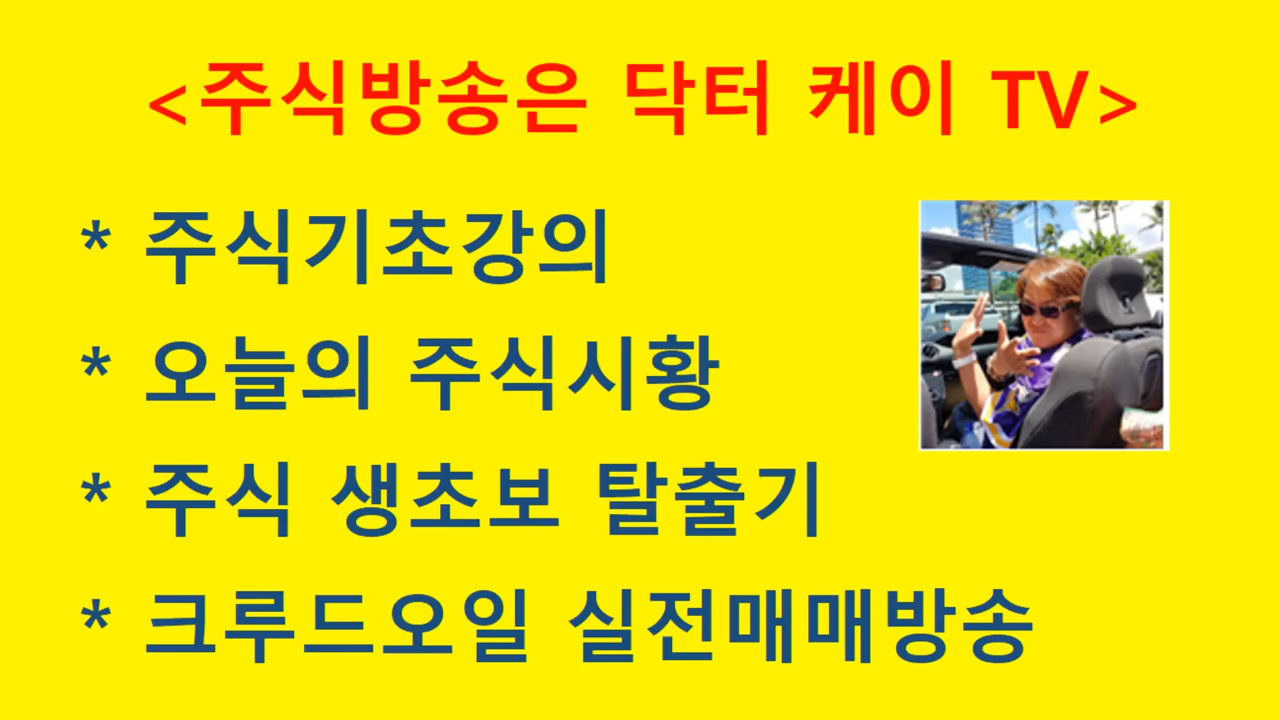 <주식방송은 닥터 케이 TV>
* 주식기초강의
* 오늘의 주식시황
* 주식 생초보 탈출기
* 크루드오일 실전매매방송